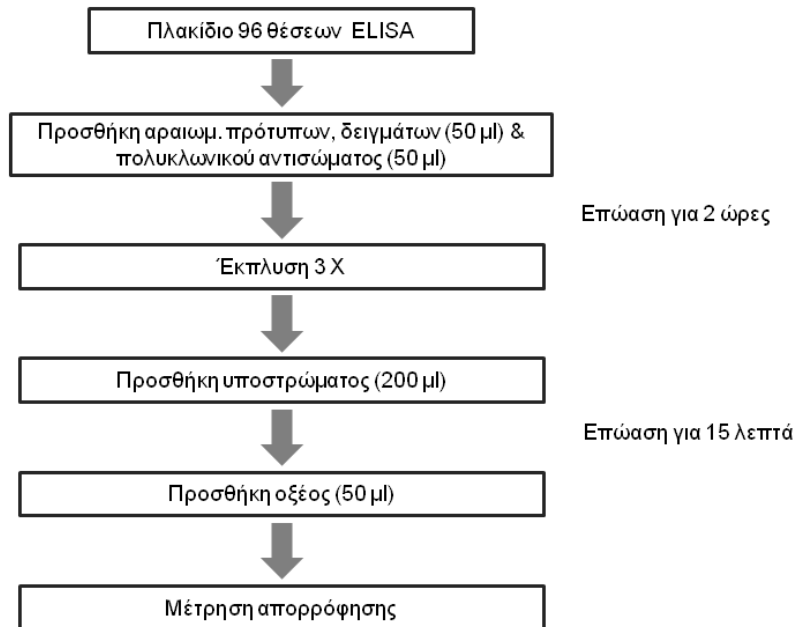 Πλακίδιο 96 θέσεων ELISA
Προσθήκη αραιωμ. πρότυπων, δειγμάτων (50 μl) &
πολυκλωνικού αντισώματος (50 μl)
Επώαση για 2 ώρες
Έκπλυση 3 X
Προσθήκη υποστρώματος (200 μl)
Επώαση για 15 λεπτά
Προσθήκη οξέος (50 μl)
Μέτρηση απορρόφησης